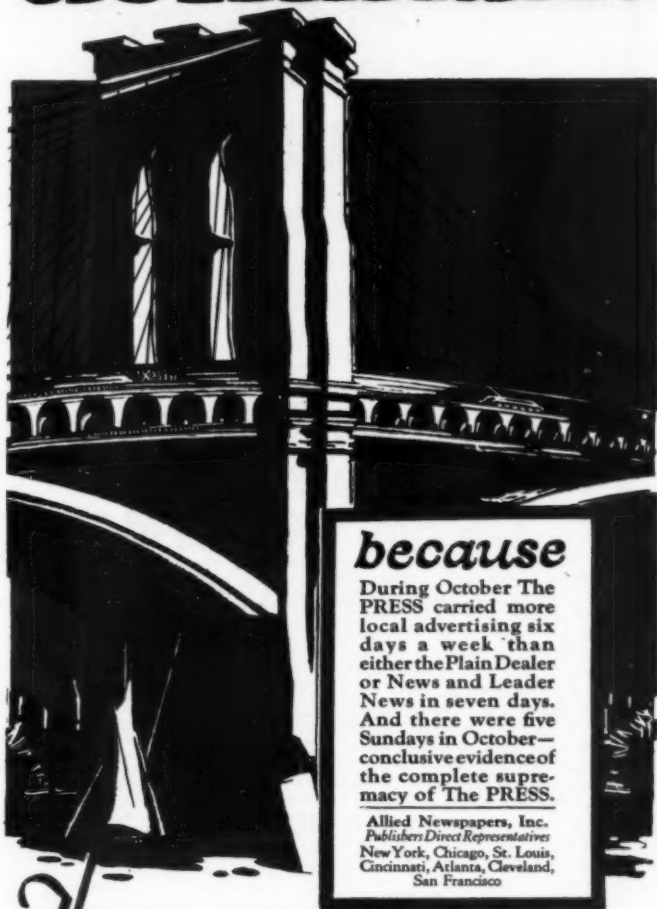 because
During October The
PRESS carried more
local advertising six
days a week than
either the Plain Dealer
or News and Leader
News in seven days.
And there were five
Sundays in October—
conclusive evidence of
the complete supre-
macy of The PRESS.
Allied Newspapers, Inc.
Publishers Direct Representatives
New York, Chicago, St. Louis,
Cincinnati, Atlanta, Cleveland,
San Francisco